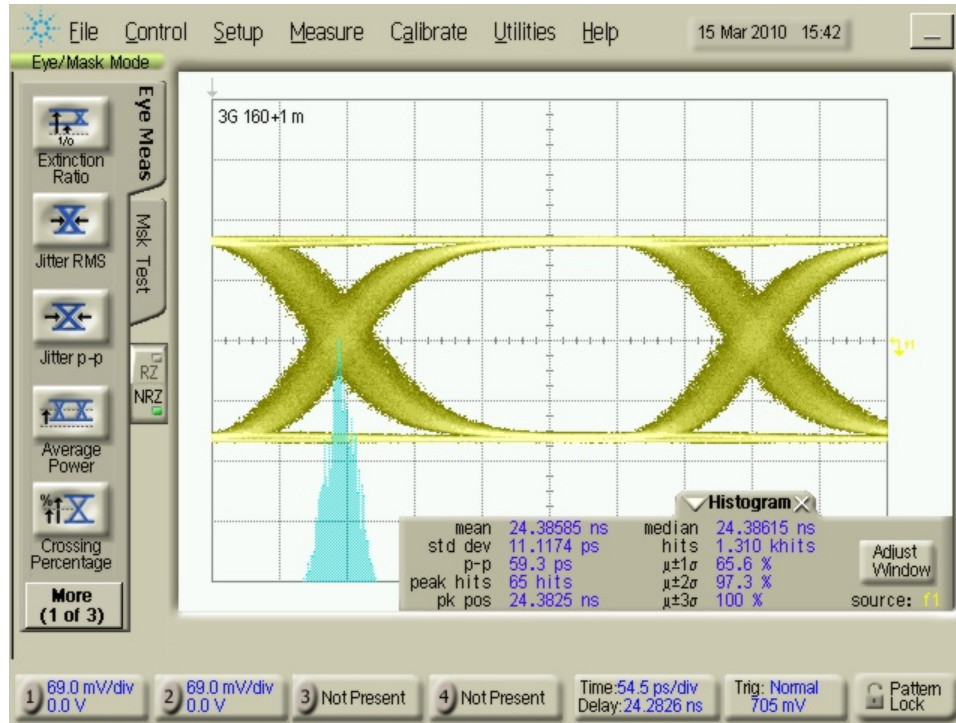 File Control Setup Measure Calibrate Utilities Help 15 Mar 2010 15:42
Eye/Mask Mode
Eye Meas
Msk Test
1/0
Extinction
Ratio
Jitter RMS
Jitter p-p
RZ
NRZ
Average
Power
%
Crossing
Percentage
More
(1 of 3)
3G 160+1 m
f1
Histogram
mean 24.38585 ns median 24.38615 ns
std dev 11.1174 ps hits 1.310 khits
p-p 59.3 ps μ±1σ 65.6 %
peak hits 65 hits μ±2σ 97.3 %
pk pos 24.3825 ns μ±3σ 100 %
Adjust
Window
source: f1
1 69.0 mV/div
0.0 V
2 69.0 mV/div
0.0 V
3 Not Present
4 Not Present
Time:54.5 ps/div
Delay:24.2826 ns
Trig: Normal
705 mV
Pattern
Lock